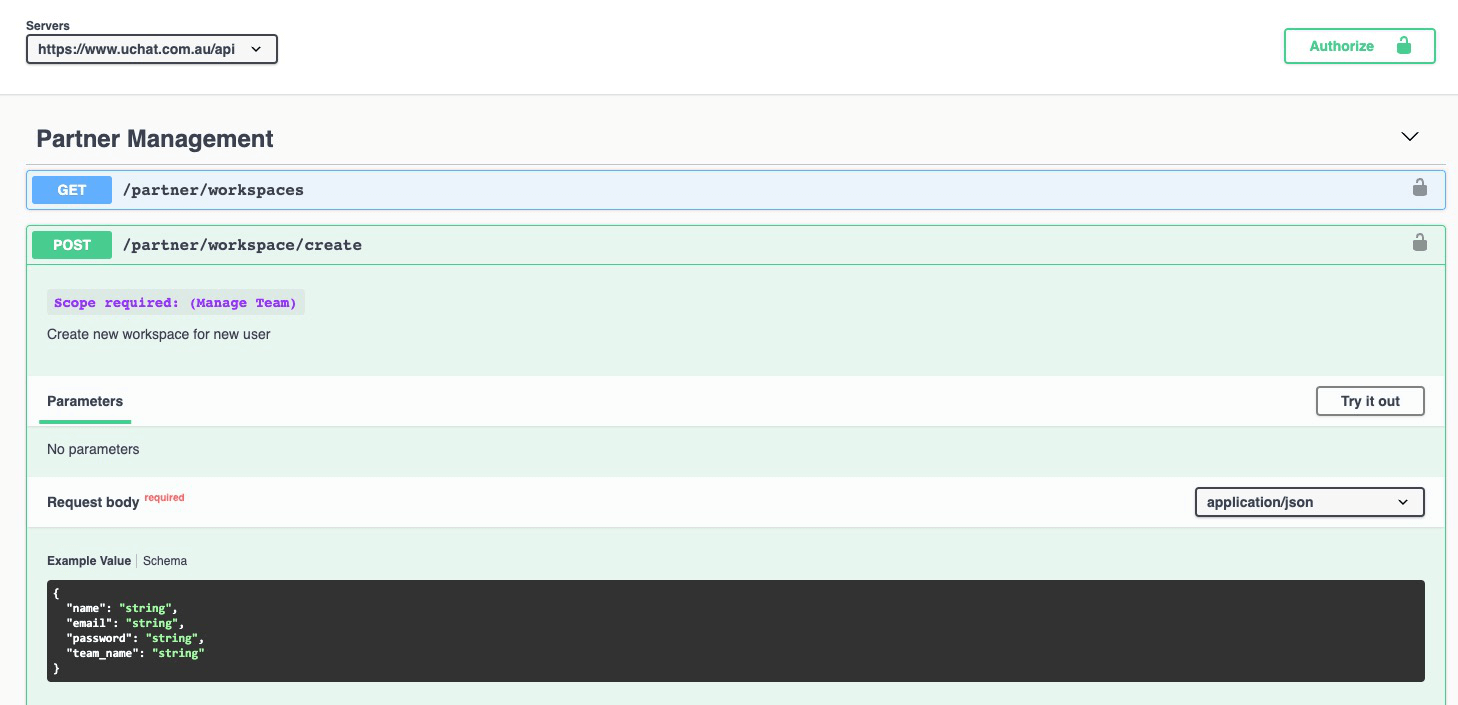 Servers
https://www.uchat.com.au/api
Authorize
Partner Management
GET /partner/workspaces
POST /partner/workspace/create
Scope required: (Manage Team)
Create new workspace for new user
Parameters
Try it out
No parameters
Request body required
application/json
Example Value | Schema
{
"name": "string",
"email": "string",
"password": "string",
"team_name": "string"
}